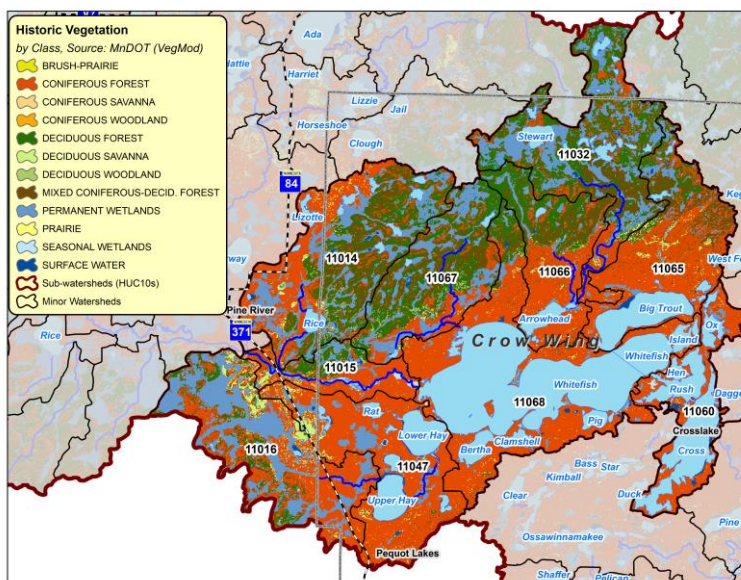 Historic Vegetation
by Class, Source: MnDOT (VegMod)
BRUSH-PRAIRIE
CONIFEROUS FOREST
CONIFEROUS SAVANNA
CONIFEROUS WOODLAND
DECIDUOUS FOREST
DECIDUOUS SAVANNA
DECIDUOUS WOODLAND
MIXED CONIFEROUS-DECID. FOREST
PERMANENT WETLANDS
PRAIRIE
SEASONAL WETLANDS
SURFACE WATER
Sub-watersheds (HUC10s)
Minor Watersheds
Ada
Harriet
Lizzie
Jail
Horseshoe
Clough
Stewart
11032
84
Lizotte
11014
11067
11066
11065
West F
Pine River
371
Rice
Rice
Arrowhead
Big Trout
Ox
Island
Crow Wing
11015
Whitefish
Hen
Rush
Whitefish
11068
11060
Rat
Pig
Crosslake
Lower Hay
Clamshell
Bertha
Cross
11016
11047
Bass
Star
Kimball
Clear
Duck
Upper Hay
Ossawinnamakee
Pine
Pequot Lakes
Shaffer
Pelican